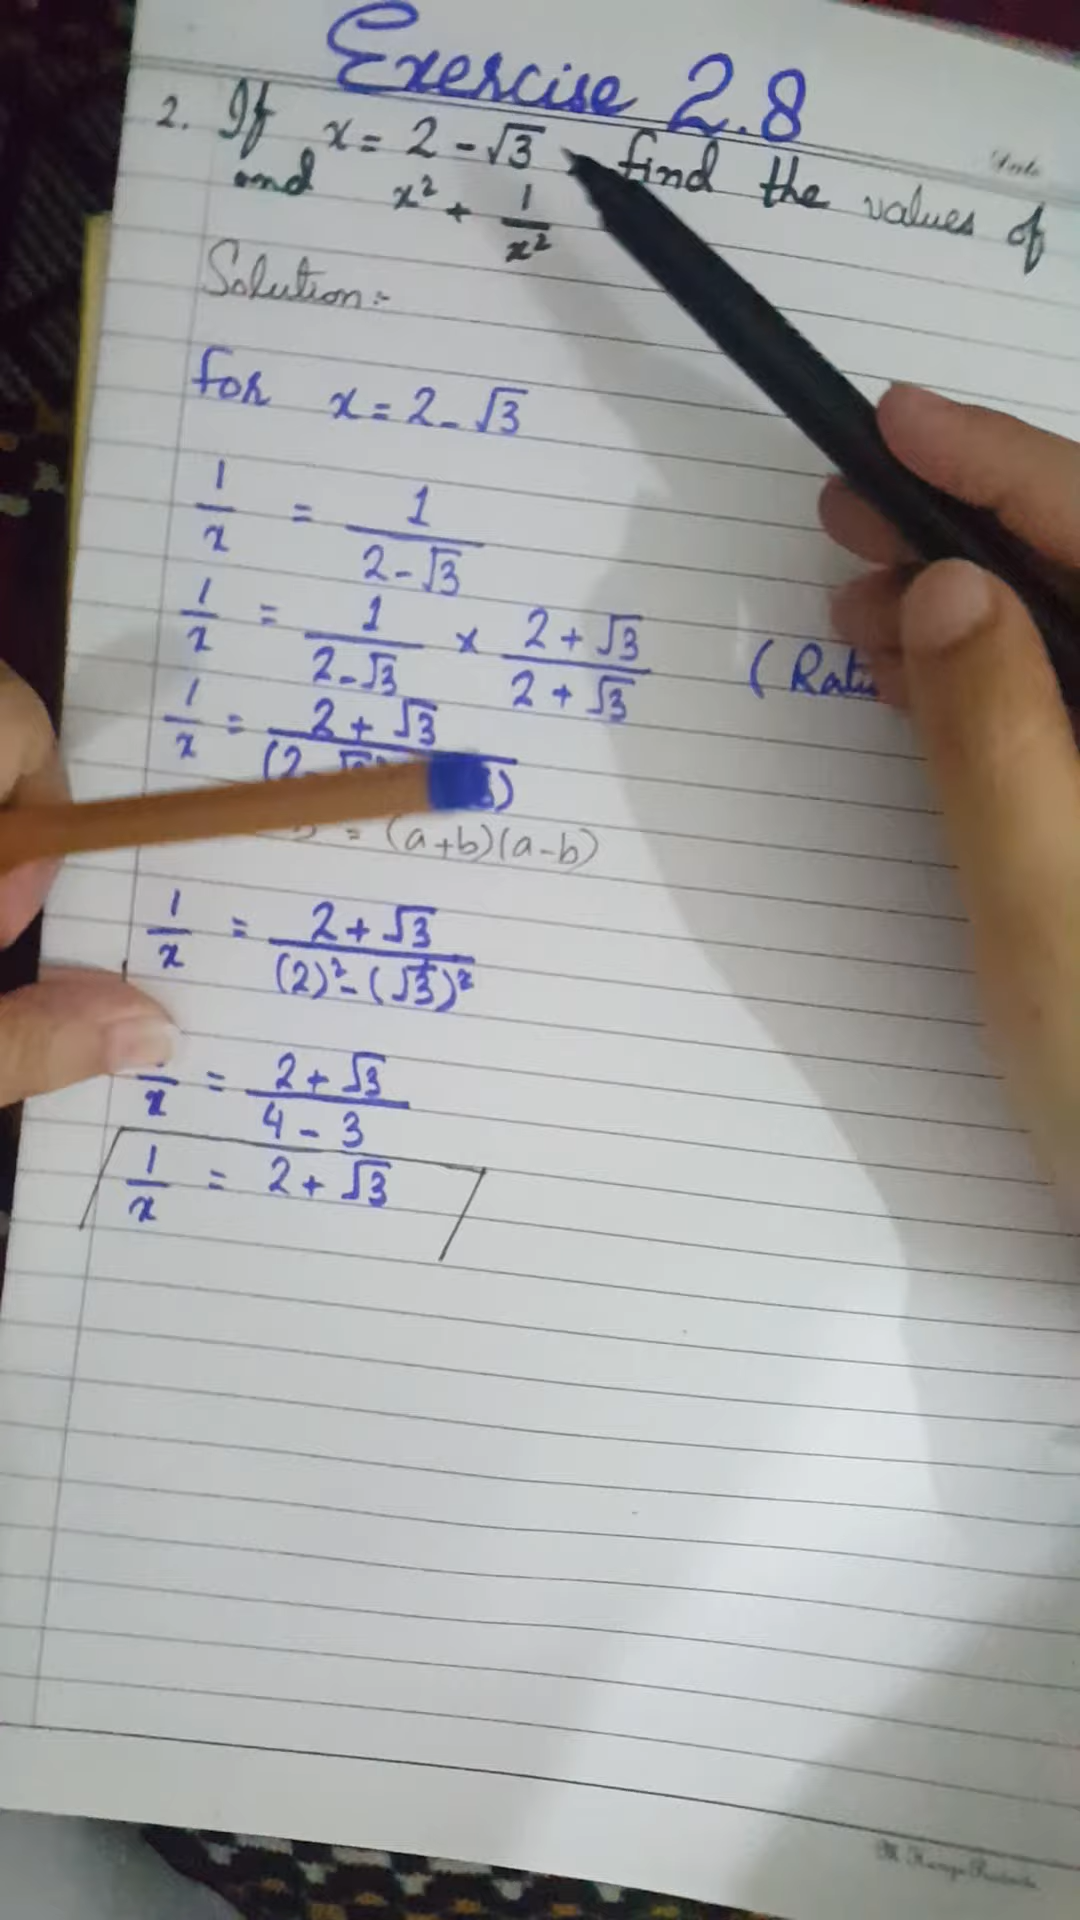 Exercise 2.8
2. If x = 2 - √3 find the values of
and x² + 1/x²
Solution:-
for x = 2 - √3
1/x = 1/(2 - √3)
1/x = 1/(2 - √3) × (2 + √3)/(2 + √3) (
1/x = (2 + √3)/(2
= (a+b)(a-b)
1/x = (2 + √3)/((2)² - (√3)²)
/x = (2 + √3)/(4 - 3)
1/x = 2 + √3